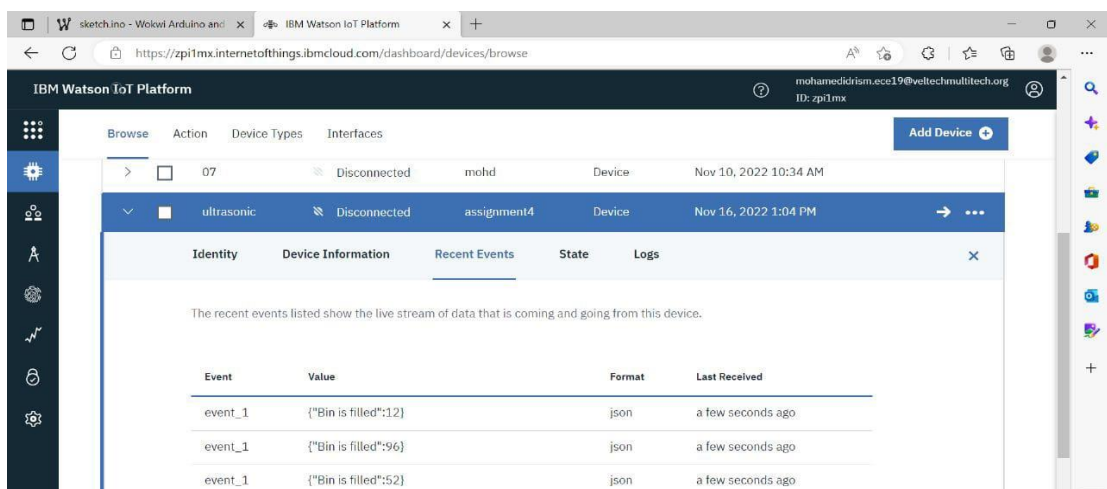 sketch.ino - Wokwi Arduino and
IBM Watson IoT Platform
https://zpi1mx.internetofthings.ibmcloud.com/dashboard/devices/browse
IBM Watson IoT Platform
mohamedidrism.ece19@veltechmultitech.org
ID: zpi1mx
Browse Action Device Types Interfaces
Add Device
07 Disconnected mohd Device Nov 10, 2022 10:34 AM
ultrasonic Disconnected assignment4 Device Nov 16, 2022 1:04 PM
Identity Device Information Recent Events State Logs
The recent events listed show the live stream of data that is coming and going from this device.
Event Value Format Last Received
event_1 {"Bin is filled":12} json a few seconds ago
event_1 {"Bin is filled":96} json a few seconds ago
event_1 {"Bin is filled":52} json a few seconds ago